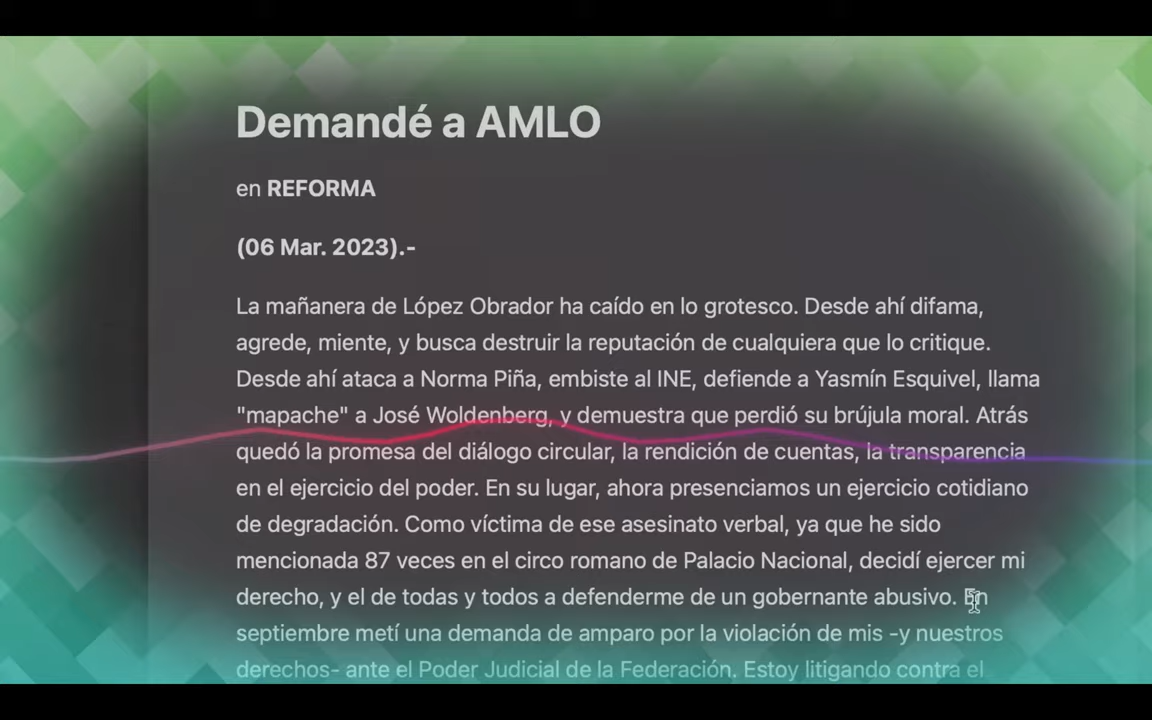 Demandé a AMLO
en REFORMA
(06 Mar. 2023).-
La mañanera de López Obrador ha caído en lo grotesco. Desde ahí difama,
agrede, miente, y busca destruir la reputación de cualquiera que lo critique.
Desde ahí ataca a Norma Piña, embiste al INE, defiende a Yasmín Esquivel, llama
"mapache" a José Woldenberg, y demuestra que perdió su brújula moral. Atrás
quedó la promesa del diálogo circular, la rendición de cuentas, la transparencia
en el ejercicio del poder. En su lugar, ahora presenciamos un ejercicio cotidiano
de degradación. Como víctima de ese asesinato verbal, ya que he sido
mencionada 87 veces en el circo romano de Palacio Nacional, decidí ejercer mi
derecho, y el de todas y todos a defenderme de un gobernante abusivo. En
septiembre metí una demanda de amparo por la violación de mis -y nuestros
derechos- ante el Poder Judicial de la Federación. Estoy litigando contra el